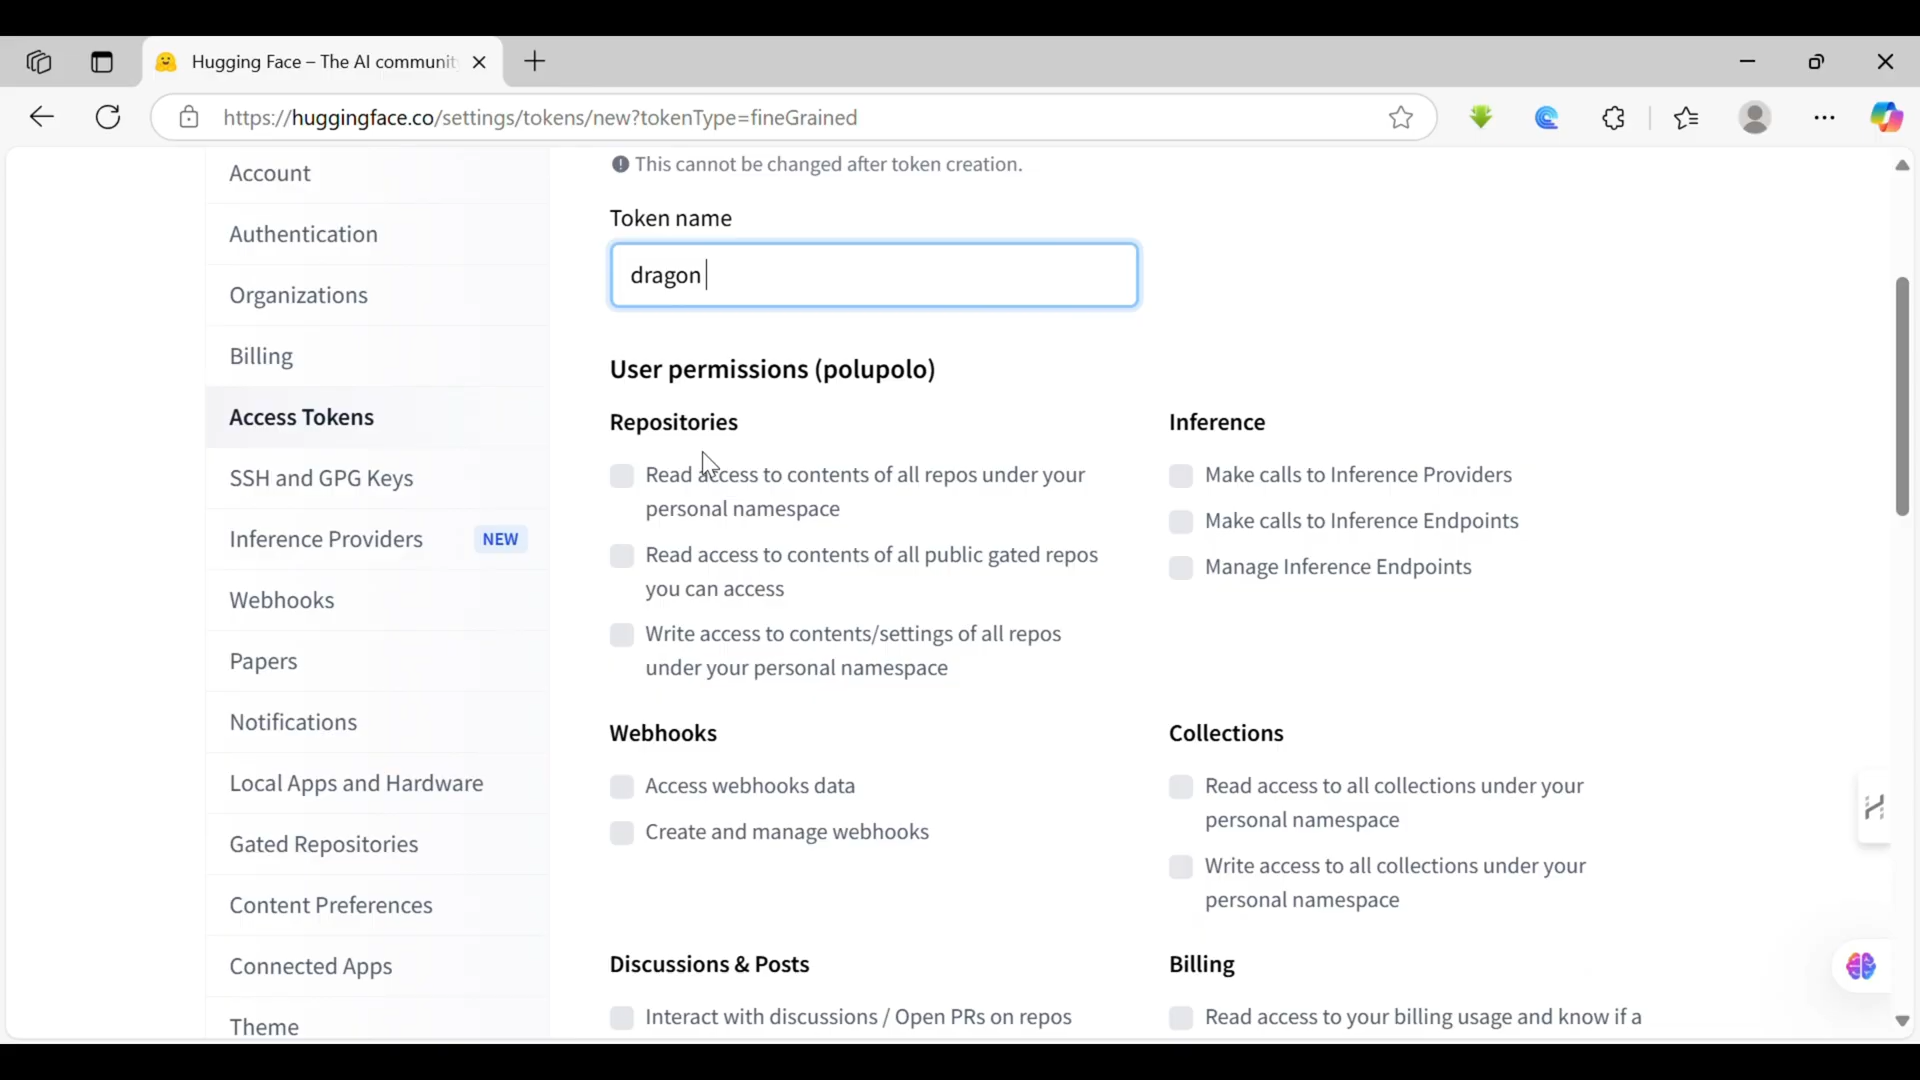 Hugging Face – The AI communit
https://huggingface.co/settings/tokens/new?tokenType=fineGrained
Account
Authentication
Organizations
Billing
Access Tokens
SSH and GPG Keys
Inference Providers NEW
Webhooks
Papers
Notifications
Local Apps and Hardware
Gated Repositories
Content Preferences
Connected Apps
Theme
This cannot be changed after token creation.
Token name
dragon
User permissions (polupolo)
Repositories
Read access to contents of all repos under your
personal namespace
Read access to contents of all public gated repos
you can access
Write access to contents/settings of all repos
under your personal namespace
Inference
Make calls to Inference Providers
Make calls to Inference Endpoints
Manage Inference Endpoints
Webhooks
Access webhooks data
Create and manage webhooks
Collections
Read access to all collections under your
personal namespace
Write access to all collections under your
personal namespace
Discussions & Posts
Interact with discussions / Open PRs on repos
Billing
Read access to your billing usage and know if a